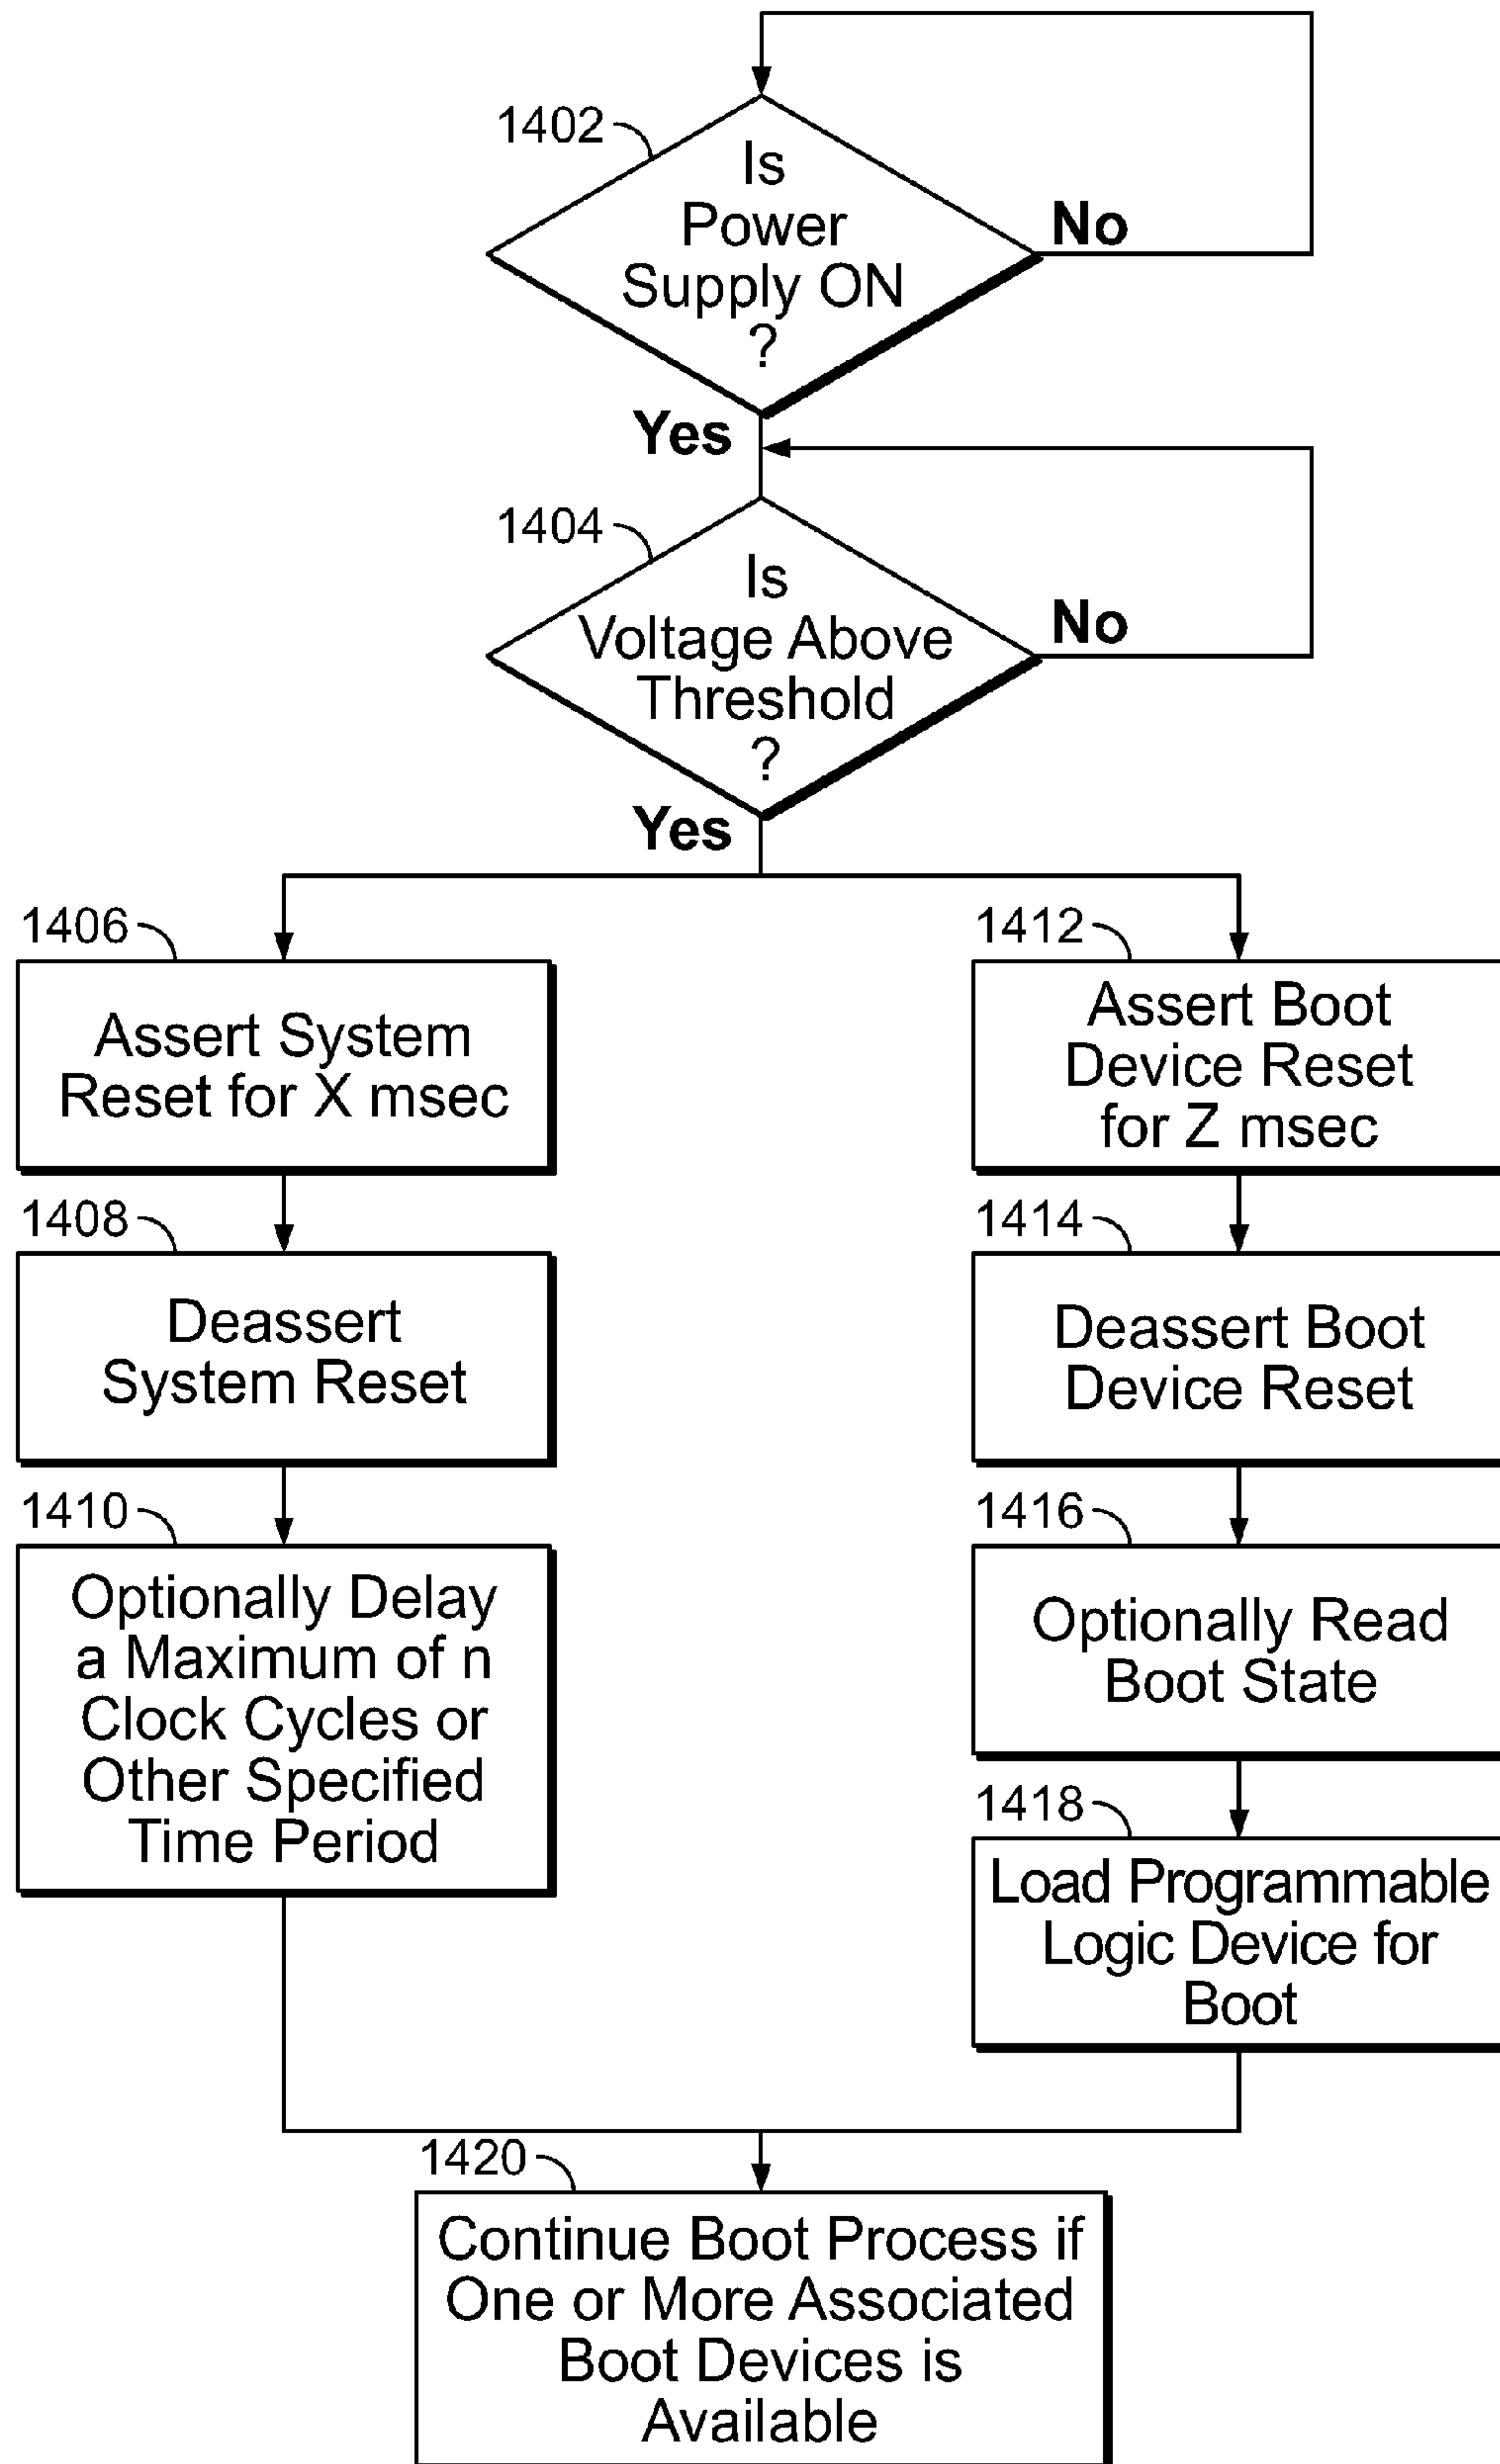 1402
Is
Power
Supply ON
?
No
Yes
1404
Is
Voltage Above
Threshold
?
No
Yes
1406
Assert System
Reset for X msec
1408
Deassert
System Reset
1410
Optionally Delay
a Maximum of n
Clock Cycles or
Other Specified
Time Period
1412
Assert Boot
Device Reset
for Z msec
1414
Deassert Boot
Device Reset
1416
Optionally Read
Boot State
1418
Load Programmable
Logic Device for
Boot
1420
Continue Boot Process if
One or More Associated
Boot Devices is
Available